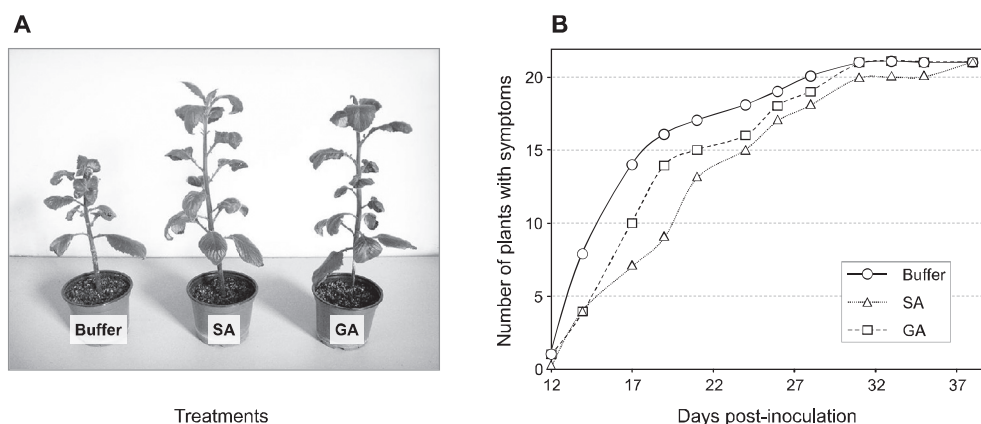 A
Buffer
SA
GA
Treatments
B
Number of plants with symptoms
20
15
10
5
0
12
17
22
27
32
37
Days post-inoculation
Buffer
SA
GA